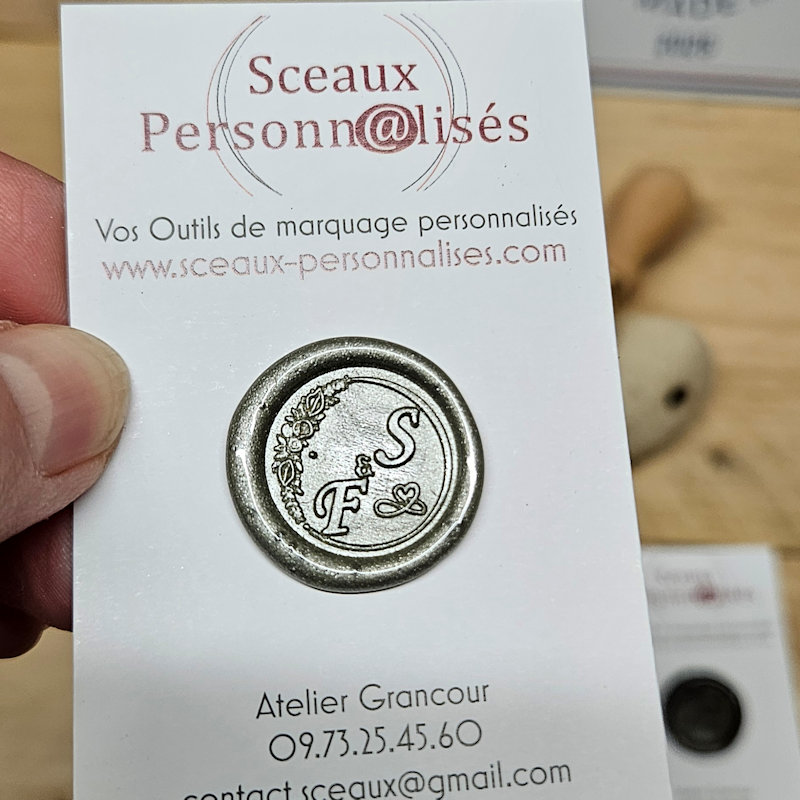 Sceaux
Personn@lisés
Vos Outils de marquage personnalisés
www.sceaux-personnalises.com
S
&
F
Atelier Grancour
09.73.25.45.60
contact.sceaux@gmail.com